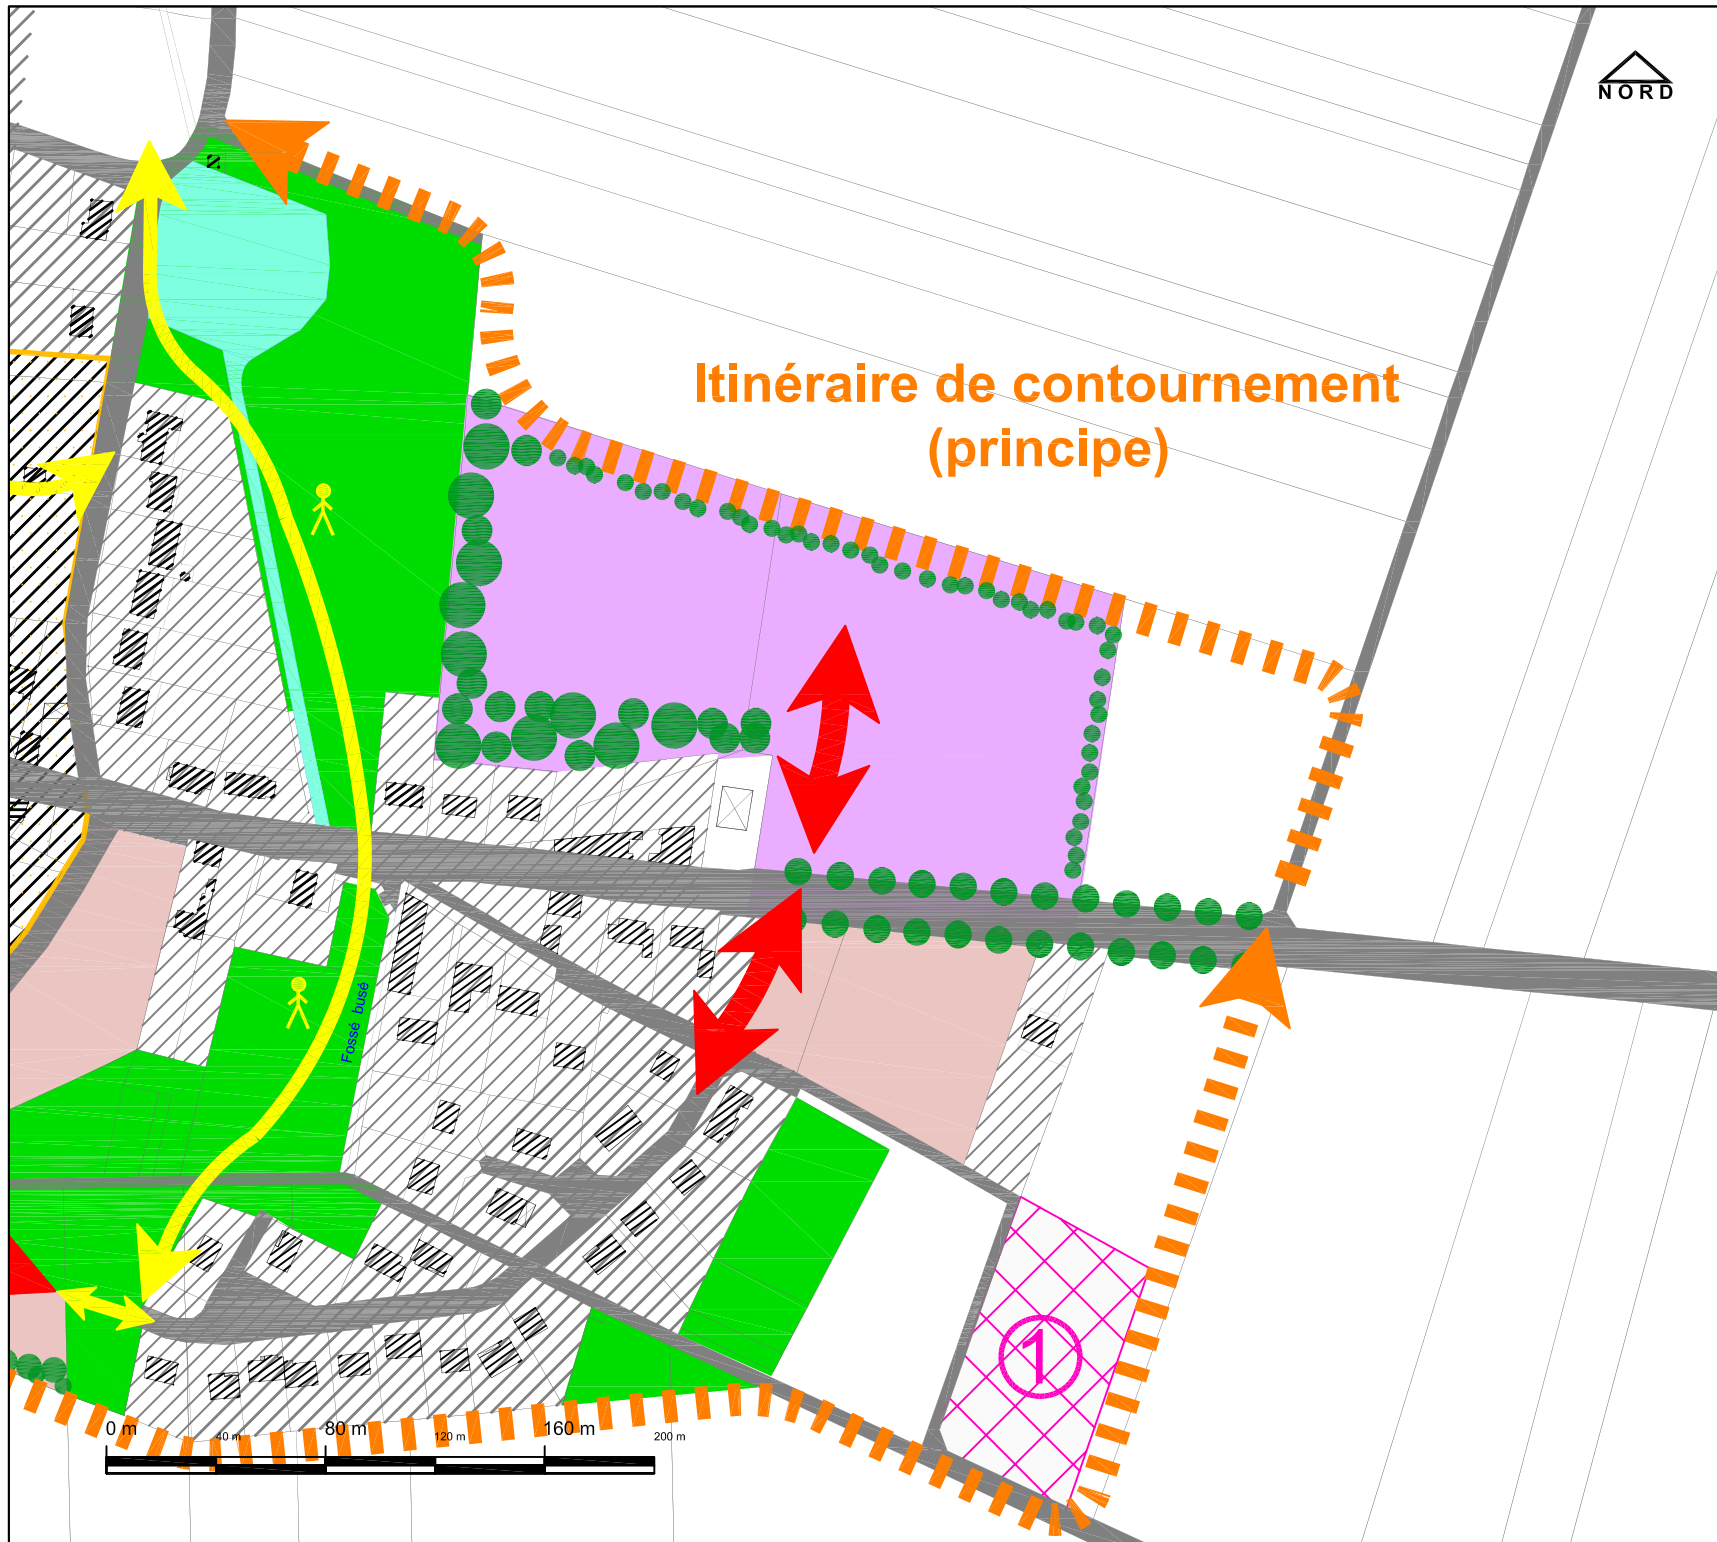 NORD
Itinéraire de contournement
(principe)
Fossé busé
1
0 m 40 m 80 m 120 m 160 m 200 m